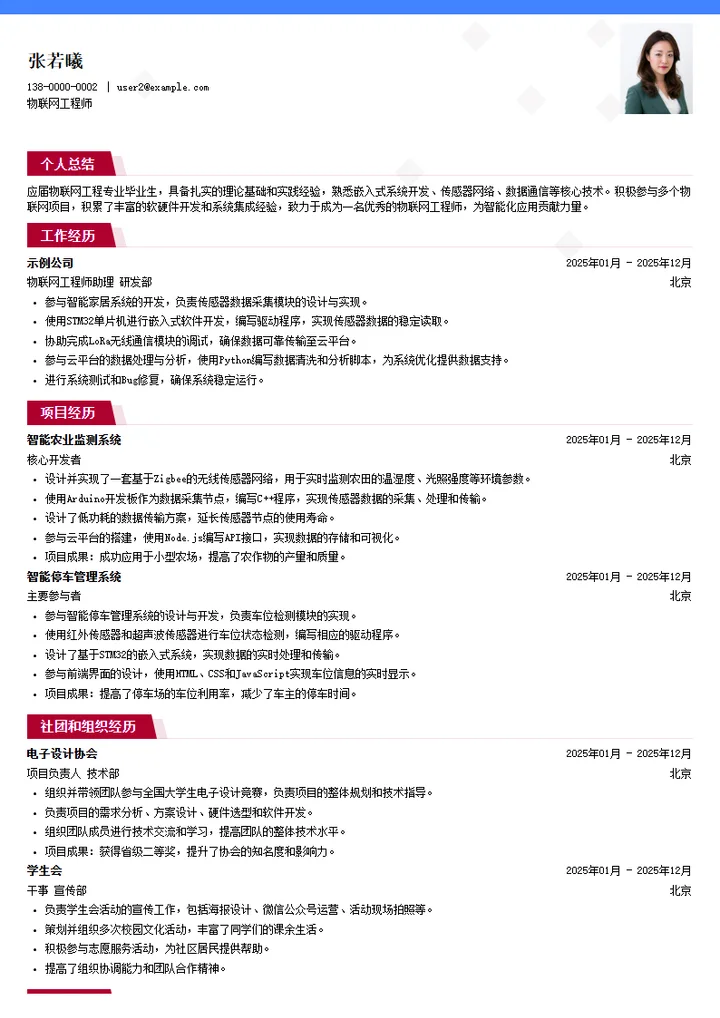 张若曦
138-0000-0002 | user2@example.com
物联网工程师
个人总结
应届物联网工程专业毕业生，具备扎实的理论基础和实践经验，熟悉嵌入式系统开发、传感器网络、数据通信等核心技术。积极参与多个物
联网项目，积累了丰富的软硬件开发和系统集成经验，致力于成为一名优秀的物联网工程师，为智能化应用贡献力量。
工作经历
示例公司 2025年01月 - 2025年12月
物联网工程师助理 研发部 北京
• 参与智能家居系统的开发，负责传感器数据采集模块的设计与实现。
• 使用STM32单片机进行嵌入式软件开发，编写驱动程序，实现传感器数据的稳定读取。
• 协助完成LoRa无线通信模块的调试，确保数据可靠传输至云平台。
• 参与云平台的数据处理与分析，使用Python编写数据清洗和分析脚本，为系统优化提供数据支持。
• 进行系统测试和Bug修复，确保系统稳定运行。
项目经历
智能农业监测系统 2025年01月 - 2025年12月
核心开发者 北京
• 设计并实现了一套基于Zigbee的无线传感器网络，用于实时监测农田的温湿度、光照强度等环境参数。
• 使用Arduino开发板作为数据采集节点，编写C++程序，实现传感器数据的采集、处理和传输。
• 设计了低功耗的数据传输方案，延长传感器节点的使用寿命。
• 参与云平台的搭建，使用Node.js编写API接口，实现数据的存储和可视化。
• 项目成果：成功应用于小型农场，提高了农作物的产量和质量。
智能停车管理系统 2025年01月 - 2025年12月
主要参与者 北京
• 参与智能停车管理系统的设计与开发，负责车位检测模块的实现。
• 使用红外传感器和超声波传感器进行车位状态检测，编写相应的驱动程序。
• 设计了基于STM32的嵌入式系统，实现数据的实时处理和传输。
• 参与前端界面的设计，使用HTML、CSS和JavaScript实现车位信息的实时显示。
• 项目成果：提高了停车场的车位利用率，减少了车主的停车时间。
社团和组织经历
电子设计协会 2025年01月 - 2025年12月
项目负责人 技术部 北京
• 组织并带领团队参与全国大学生电子设计竞赛，负责项目的整体规划和技术指导。
• 负责项目的需求分析、方案设计、硬件选型和软件开发。
• 组织团队成员进行技术交流和学习，提高团队的整体技术水平。
• 项目成果：获得省级二等奖，提升了协会的知名度和影响力。
学生会 2025年01月 - 2025年12月
干事 宣传部 北京
• 负责学生会活动的宣传工作，包括海报设计、微信公众号运营、活动现场拍照等。
• 策划并组织多次校园文化活动，丰富了同学们的课余生活。
• 积极参与志愿服务活动，为社区居民提供帮助。
• 提高了组织协调能力和团队合作精神。